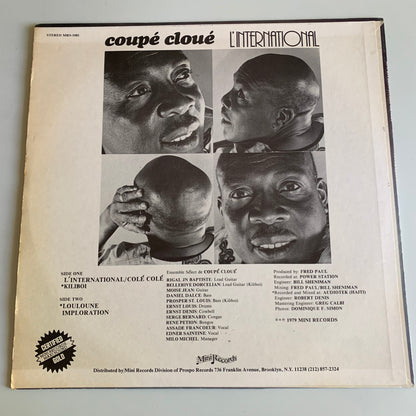 STEREO MRS-1085
coupé cloué L'INTERNATIONAL
SIDE ONE
L'INTERNATIONAL/COLÉ COLÉ
*KILIBOI
SIDE TWO
*LOULOUNE
IMPLORATION
Ensemble Sélect de COUPÉ CLOUÉ
RIGAL JN BAPTISTE: Lead Guitar
BELLERIVE DORCELIAN: Lead Guitar (Kiliboi)
MOISE JEAN: Guitar
DANIEL DALCÉ: Bass
PROSPER ST. LOUIS: Bass (Kiliboi)
ERNST LOUIS: Drums
ERNST DENIS: Cowbell
SERGE BERNARD: Congas
RENE PETION: Bongos
ASSADE FRANCOEUR: Vocal
EDNER SAINTINE: Vocal
MILO MICHEL: Manager
Produced by: FRED PAUL
Recorded at: POWER STATION
Engineer: BILL SHENIMAN
Mixing: FRED PAUL/BILL SHENIMAN
*Recorded and Mixed at: AUDIOTEK (HAITI)
Engineer: ROBERT DENIS
Mastering: GREG CALBI
Photos: DOMINIQUE F. SIMON
*** 1979 MINI RECORDS
CERTIFIED
GOLD
Mini Records
Distributed by Mini Records Division of Prospo Records 736 Franklin Avenue, Brooklyn, N.Y. 11238 (212) 857-2324